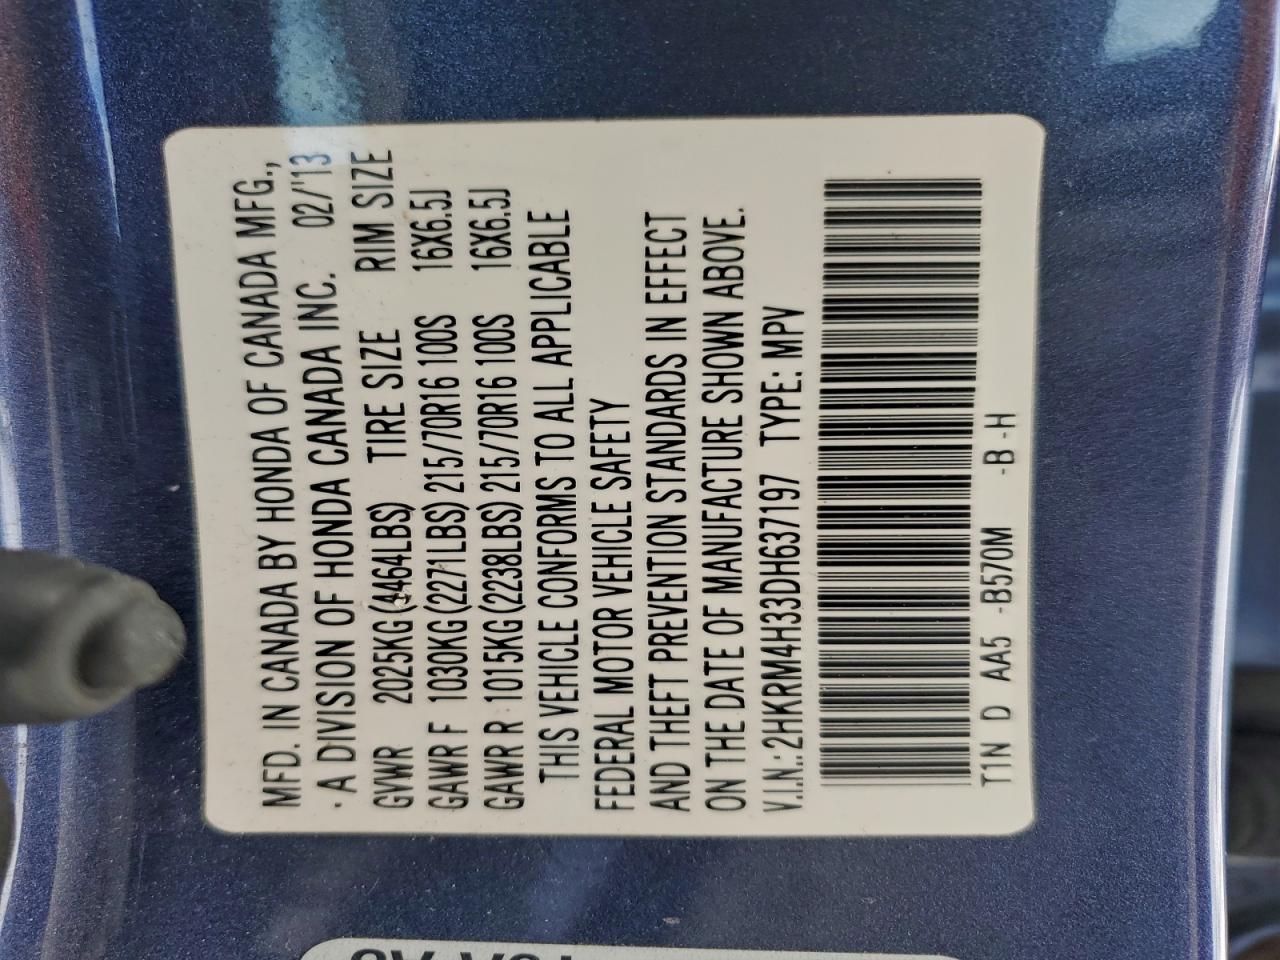 MFD. IN CANADA BY HONDA OF CANADA MFG.,
A DIVISION OF HONDA CANADA INC. 02/'13
GVWR 2025KG(4464LBS) TIRE SIZE RIM SIZE
GAWR F 1030KG(2271LBS) 215/70R16 100S 16X6.5J
GAWR R 1015KG(2238LBS) 215/70R16 100S 16X6.5J
THIS VEHICLE CONFORMS TO ALL APPLICABLE
FEDERAL MOTOR VEHICLE SAFETY
AND THEFT PREVENTION STANDARDS IN EFFECT
ON THE DATE OF MANUFACTURE SHOWN ABOVE.
V.I.N.:2HKRM4H33DH637197 TYPE: MPV
T1N D AA5 -B570M -B -H